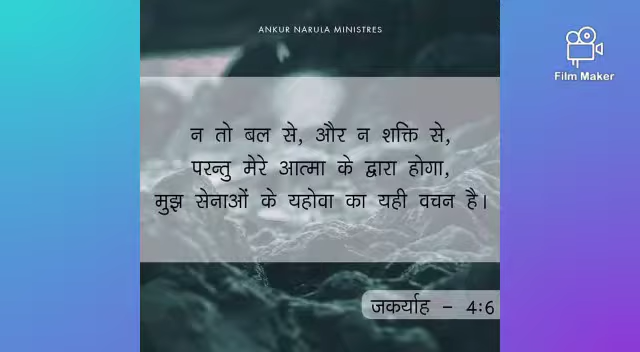 ANKUR NARULA MINISTRES
Film Maker
न तो बल से, और न शक्ति से,
परन्तु मेरे आत्मा के द्वारा होगा,
मुझ सेनाओं के यहोवा का यही वचन है।
जकर्याह - 4:6